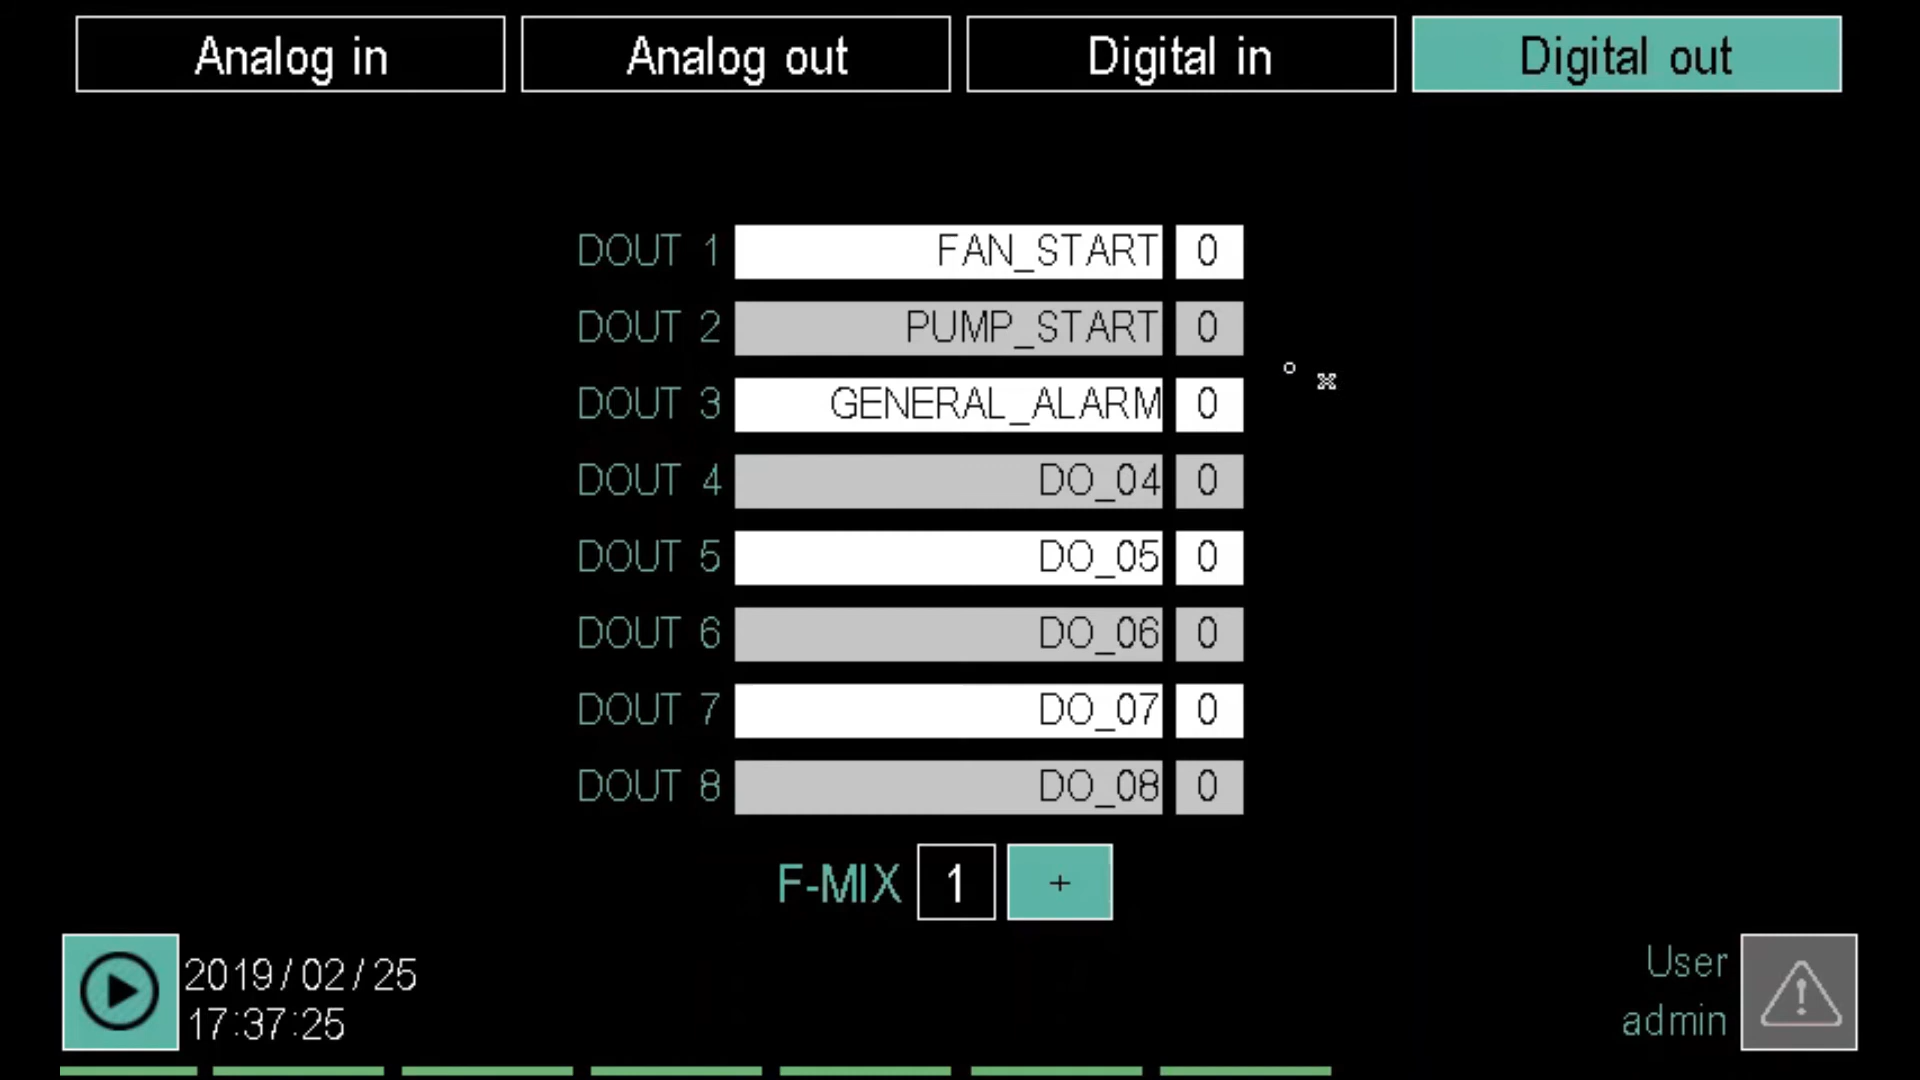 Analog in Analog out Digital in Digital out
DOUT 1 FAN_START 0
DOUT 2 PUMP_START 0
DOUT 3 GENERAL_ALARM 0
DOUT 4 DO_04 0
DOUT 5 DO_05 0
DOUT 6 DO_06 0
DOUT 7 DO_07 0
DOUT 8 DO_08 0
F-MIX 1 +
2019/02/25
17:37:25
User
admin